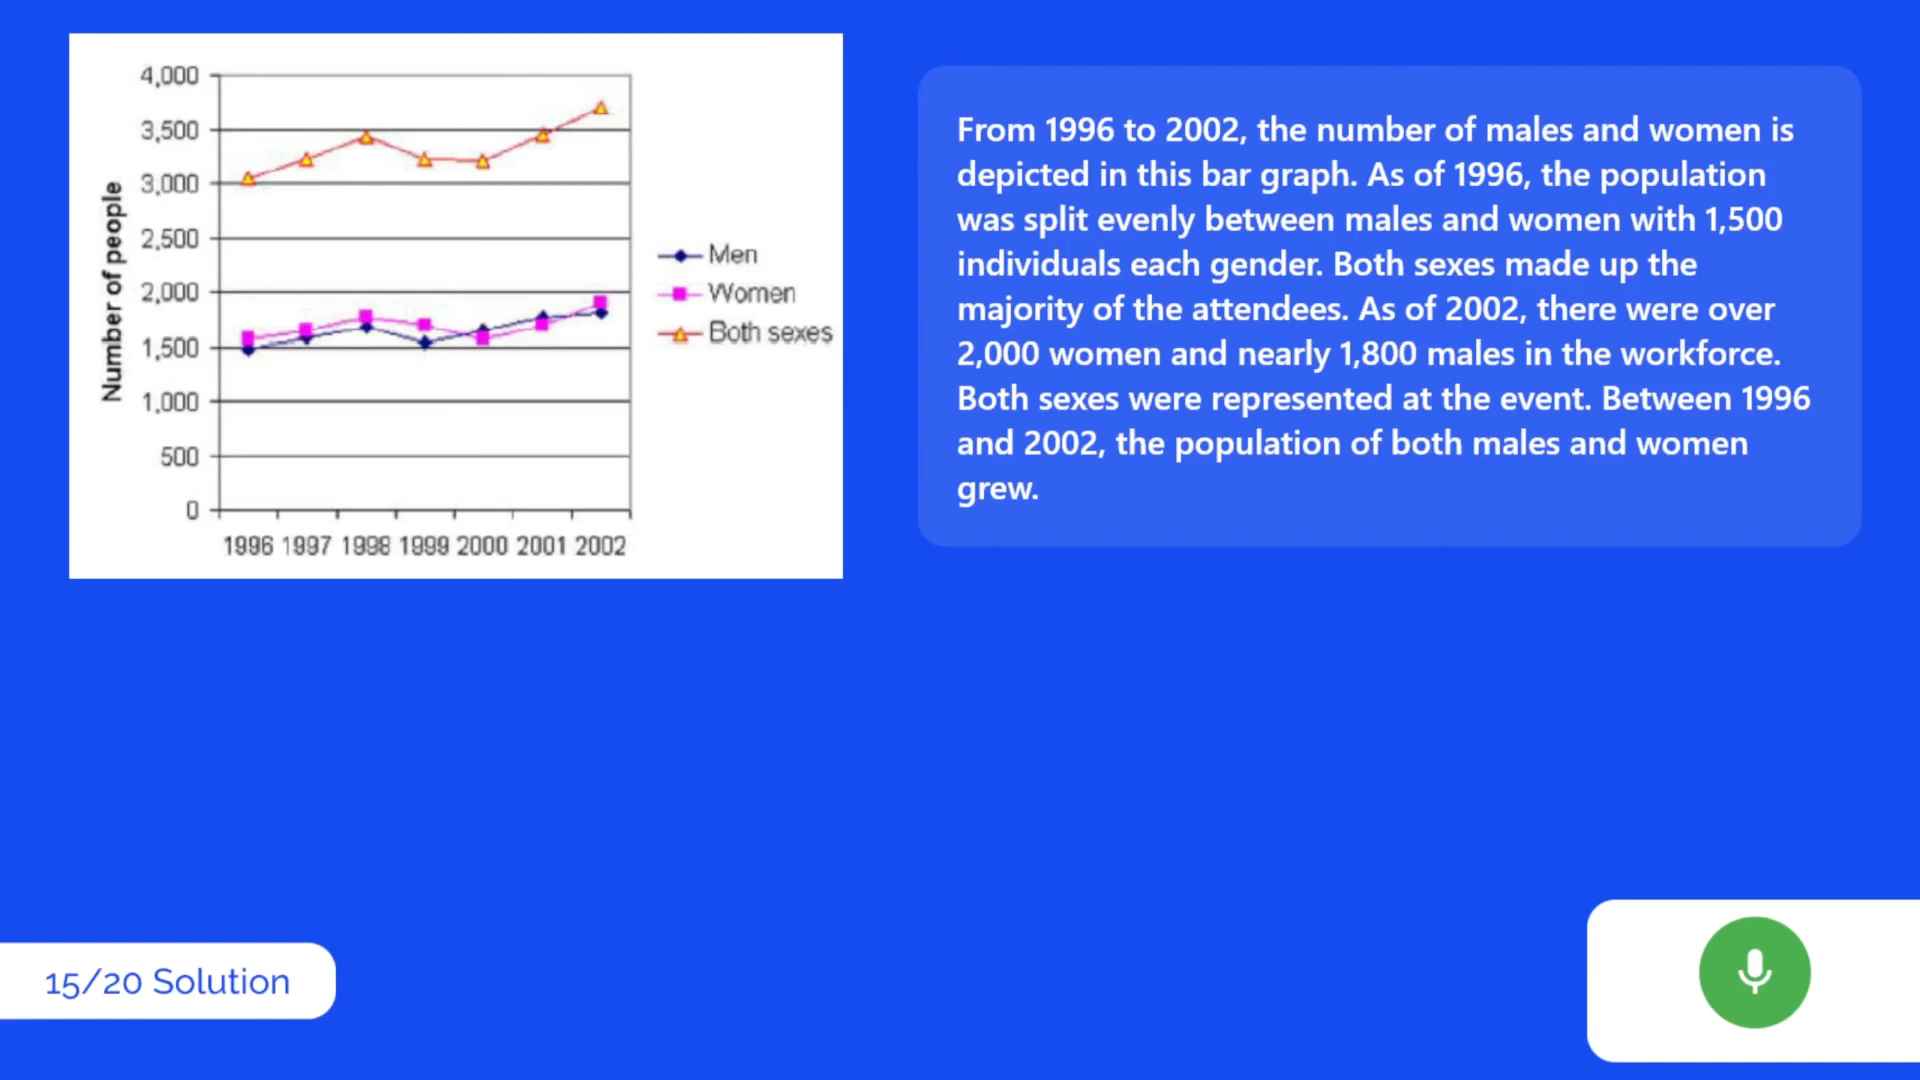 4,000
3,500
3,000
2,500
2,000
1,500
1,000
500
0
Number of people
1996 1997 1998 1999 2000 2001 2002
Men
Women
Both sexes
From 1996 to 2002, the number of males and women is
depicted in this bar graph. As of 1996, the population
was split evenly between males and women with 1,500
individuals each gender. Both sexes made up the
majority of the attendees. As of 2002, there were over
2,000 women and nearly 1,800 males in the workforce.
Both sexes were represented at the event. Between 1996
and 2002, the population of both males and women
grew.
15/20 Solution